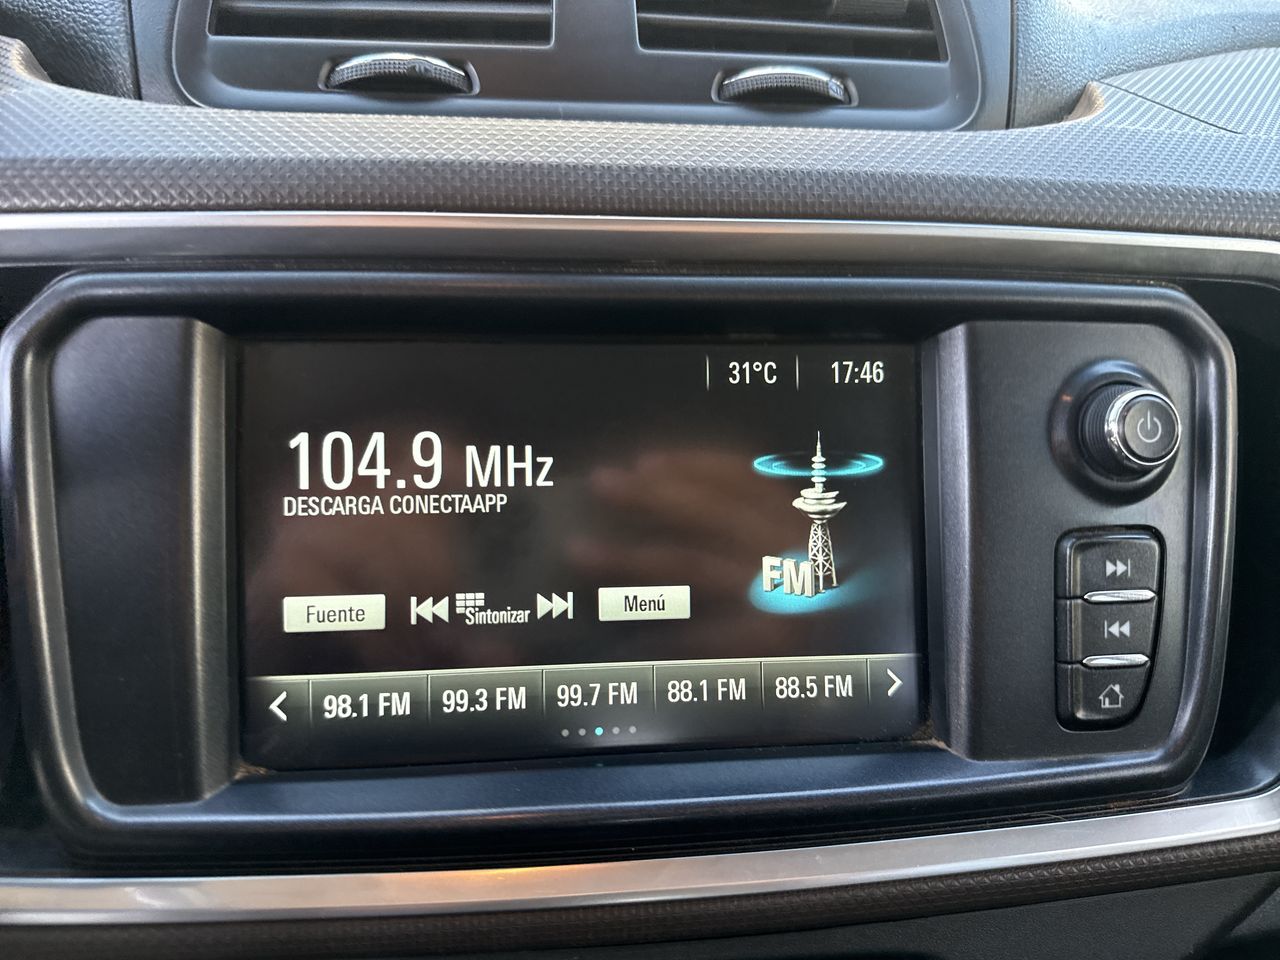 31°C 17:46
104.9 MHz
DESCARGA CONECTAAPP
FM
Fuente Sintonizar Menú
98.1 FM 99.3 FM 99.7 FM 88.1 FM 88.5 FM